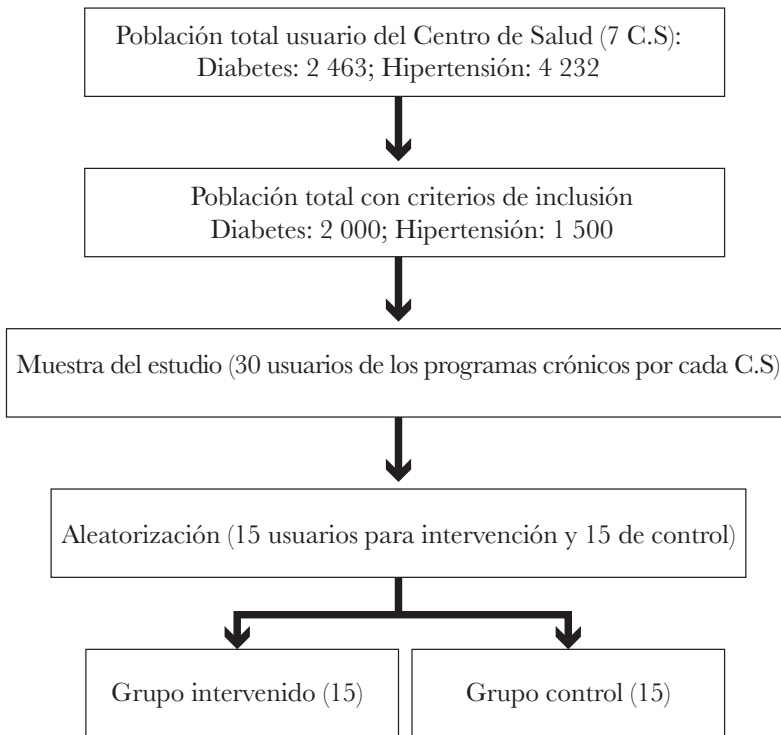 Población total usuario del Centro de Salud (7 C.S):
Diabetes: 2 463; Hipertensión: 4 232
Población total con criterios de inclusión
Diabetes: 2 000; Hipertensión: 1 500
Muestra del estudio (30 usuarios de los programas crónicos por cada C.S)
Aleatorización (15 usuarios para intervención y 15 de control)
Grupo intervenido (15)
Grupo control (15)